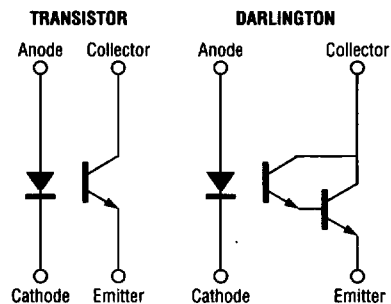 TRANSISTOR DARLINGTON
Anode Collector Anode Collector
Cathode Emitter Cathode Emitter